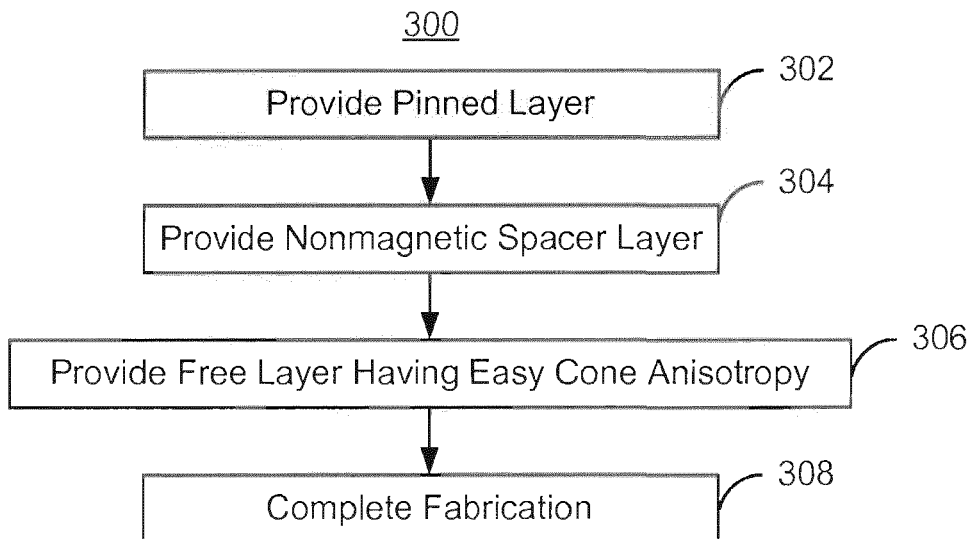 300
302
Provide Pinned Layer
304
Provide Nonmagnetic Spacer Layer
306
Provide Free Layer Having Easy Cone Anisotropy
308
Complete Fabrication